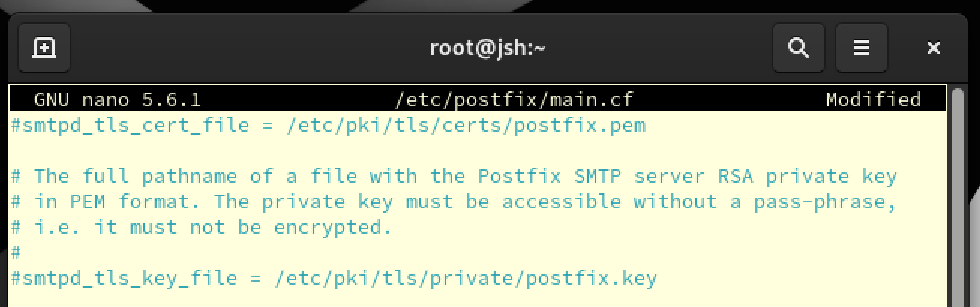 root@jsh:~
GNU nano 5.6.1 /etc/postfix/main.cf Modified
#smtpd_tls_cert_file = /etc/pki/tls/certs/postfix.pem
# The full pathname of a file with the Postfix SMTP server RSA private key
# in PEM format. The private key must be accessible without a pass-phrase,
# i.e. it must not be encrypted.
#
#smtpd_tls_key_file = /etc/pki/tls/private/postfix.key